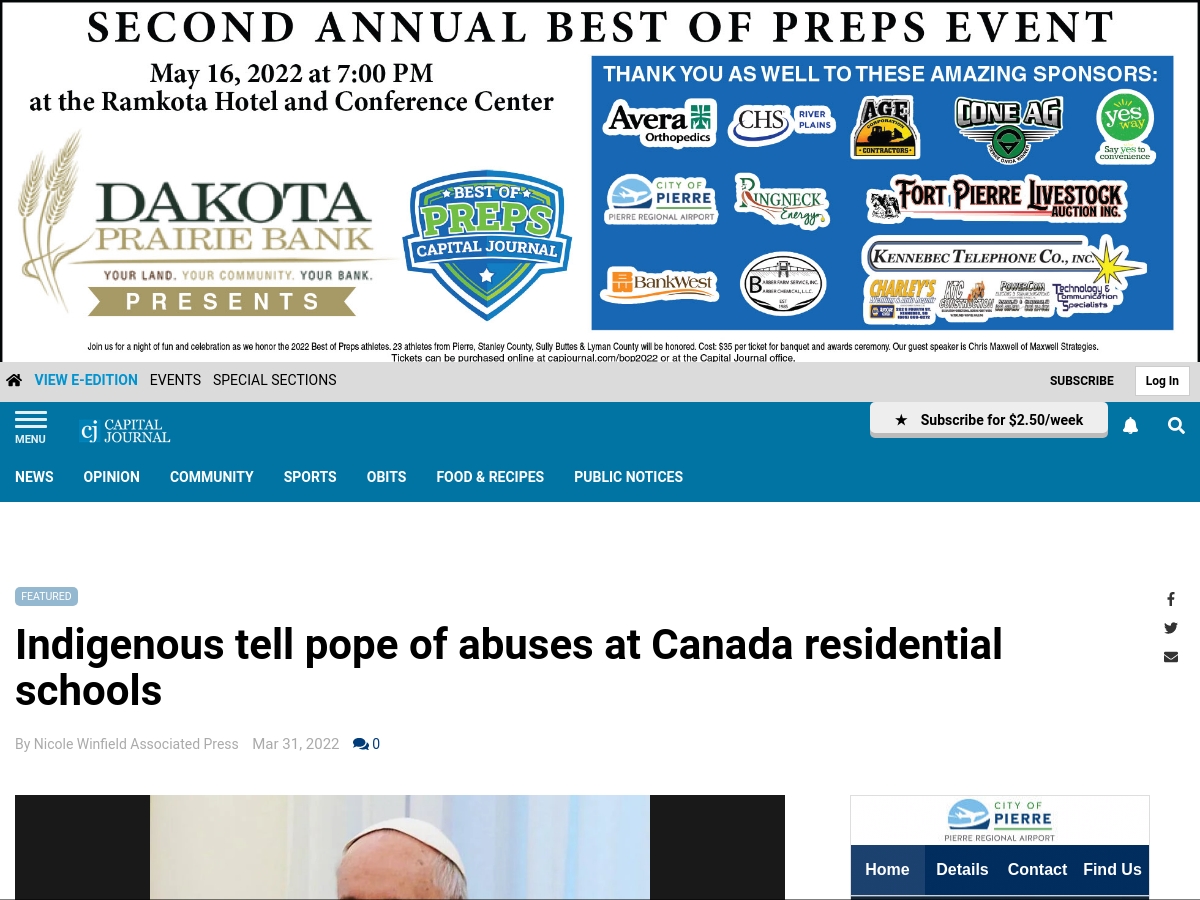 SECOND ANNUAL BEST OF PREPS EVENT
May 16, 2022 at 7:00 PM
at the Ramkota Hotel and Conference Center
DAKOTA
PRAIRIE BANK
YOUR LAND. YOUR COMMUNITY. YOUR BANK.
PRESENTS
BEST OF
PREPS
CAPITAL JOURNAL
THANK YOU AS WELL TO THESE AMAZING SPONSORS:
Avera
Orthopedics
CHS RIVER PLAINS
AGE
CORPORATION
CONTRACTORS
CONE AG
yes way
Say yes to
convenience
CITY OF
PIERRE
PIERRE REGIONAL AIRPORT
RINGNECK
Energy
FORT PIERRE LIVESTOCK
AUCTION INC.
BankWest
BARBER FARM SERVICE, INC.
BARBER CHEMICAL, L.L.C.
KENNEBEC TELEPHONE CO., INC.
CHARLEY'S
KTC
CONSTRUCTION
POWERCOM
Technology &
Communication
Specialists
Join us for a night of fun and celebration as we honor the 2022 Best of Preps athletes. 23 athletes from Pierre, Stanley County, Sully Buttes & Lyman County will be honored. Cost: $35 per ticket for banquet and awards ceremony. Our guest speaker is Chris Maxwell of Maxwell Strategies.
Tickets can be purchased online at capjournal.com/bop2022 or at the Capital Journal office.
VIEW E-EDITION EVENTS SPECIAL SECTIONS SUBSCRIBE Log In
MENU
cj CAPITAL
JOURNAL
★ Subscribe for $2.50/week
NEWS OPINION COMMUNITY SPORTS OBITS FOOD & RECIPES PUBLIC NOTICES
FEATURED
Indigenous tell pope of abuses at Canada residential
schools
By Nicole Winfield Associated Press Mar 31, 2022 0
CITY OF
PIERRE
PIERRE REGIONAL AIRPORT
Home Details Contact Find Us